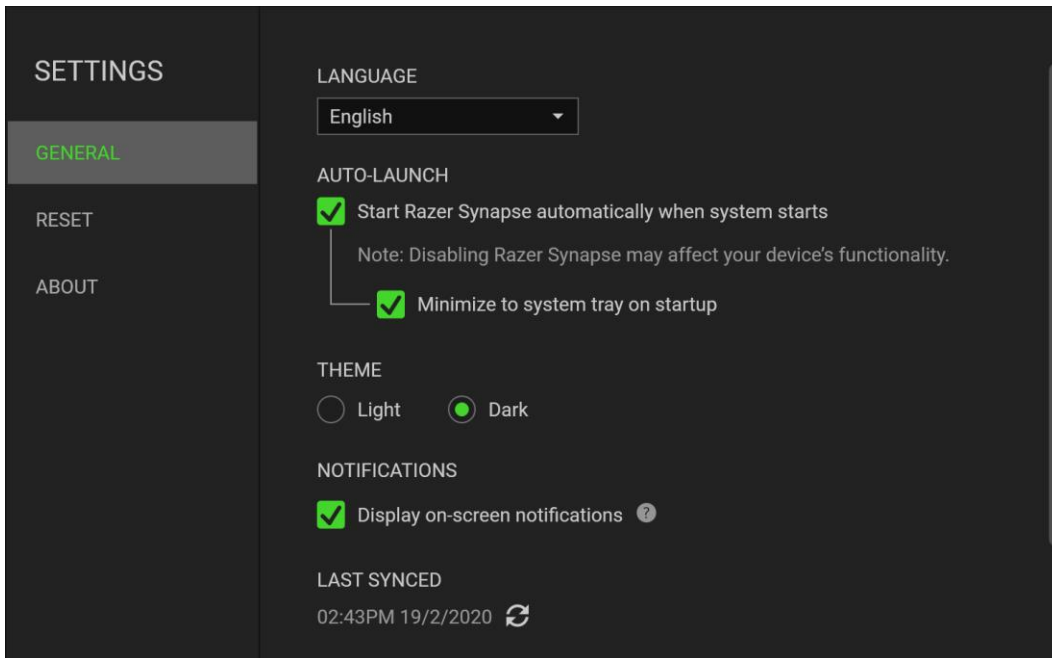 SETTINGS
GENERAL
RESET
ABOUT
LANGUAGE
English
AUTO-LAUNCH
Start Razer Synapse automatically when system starts
Note: Disabling Razer Synapse may affect your device’s functionality.
Minimize to system tray on startup
THEME
Light Dark
NOTIFICATIONS
Display on-screen notifications ?
LAST SYNCED
02:43PM 19/2/2020